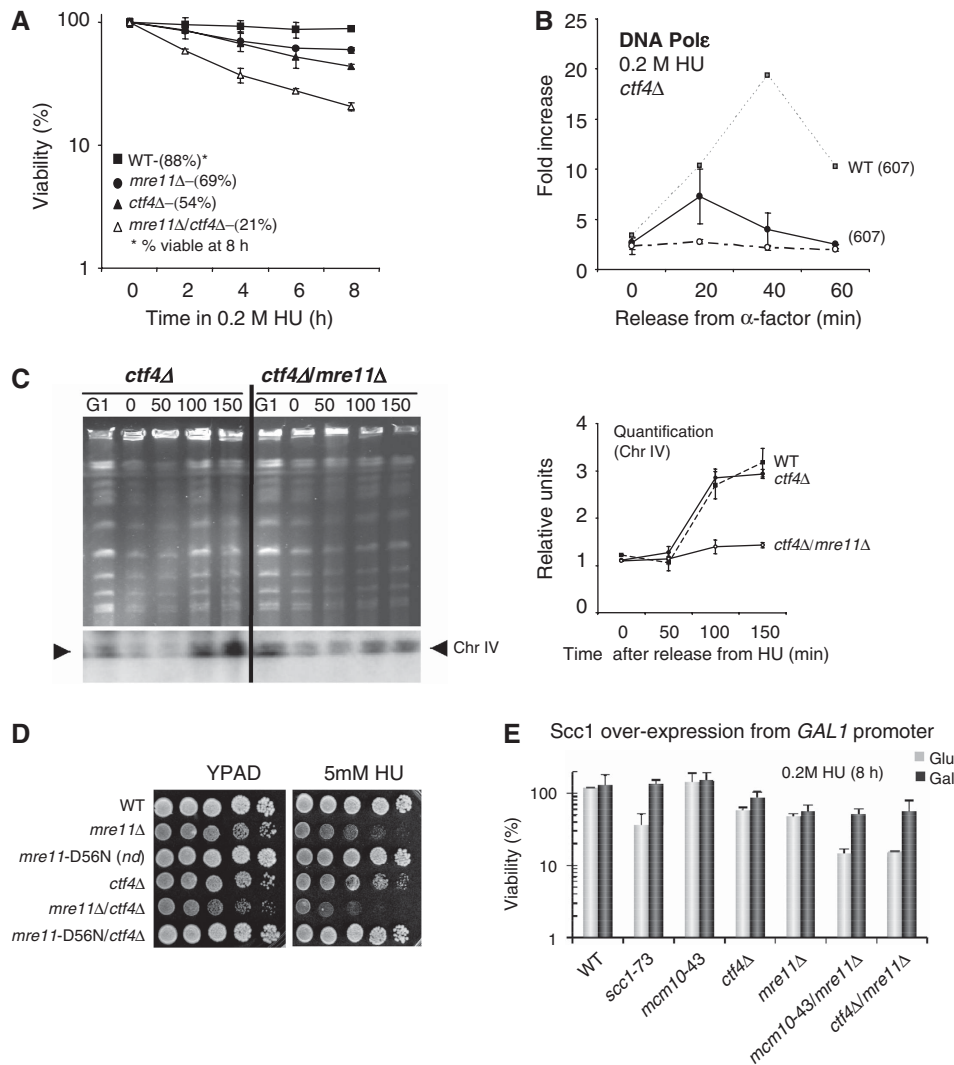 A
Viability (%)
100
10
1
WT-(88%)*
mre11Δ–(69%)
ctf4Δ–(54%)
mre11Δ/ctf4Δ–(21%)
* % viable at 8 h
0 2 4 6 8
Time in 0.2 M HU (h)
B
Fold increase
25
20
15
10
5
0
DNA Polε
0.2 M HU
ctf4Δ
WT (607)
(607)
0 20 40 60
Release from α-factor (min)
C
ctf4Δ ctf4Δ/mre11Δ
G1 0 50 100 150 G1 0 50 100 150
Chr IV
Relative units
4
3
2
1
0
Quantification
(Chr IV)
WT
ctf4Δ
ctf4Δ/mre11Δ
0 50 100 150
Time after release from HU (min)
D
YPAD 5mM HU
WT
mre11Δ
mre11-D56N (nd)
ctf4Δ
mre11Δ/ctf4Δ
mre11-D56N/ctf4Δ
E
Scc1 over-expression from GAL1 promoter
Glu
Gal
0.2M HU (8 h)
Viability (%)
100
10
1
WT
scc1-73
mcm10-43
ctf4Δ
mre11Δ
mcm10-43/mre11Δ
ctf4Δ/mre11Δ